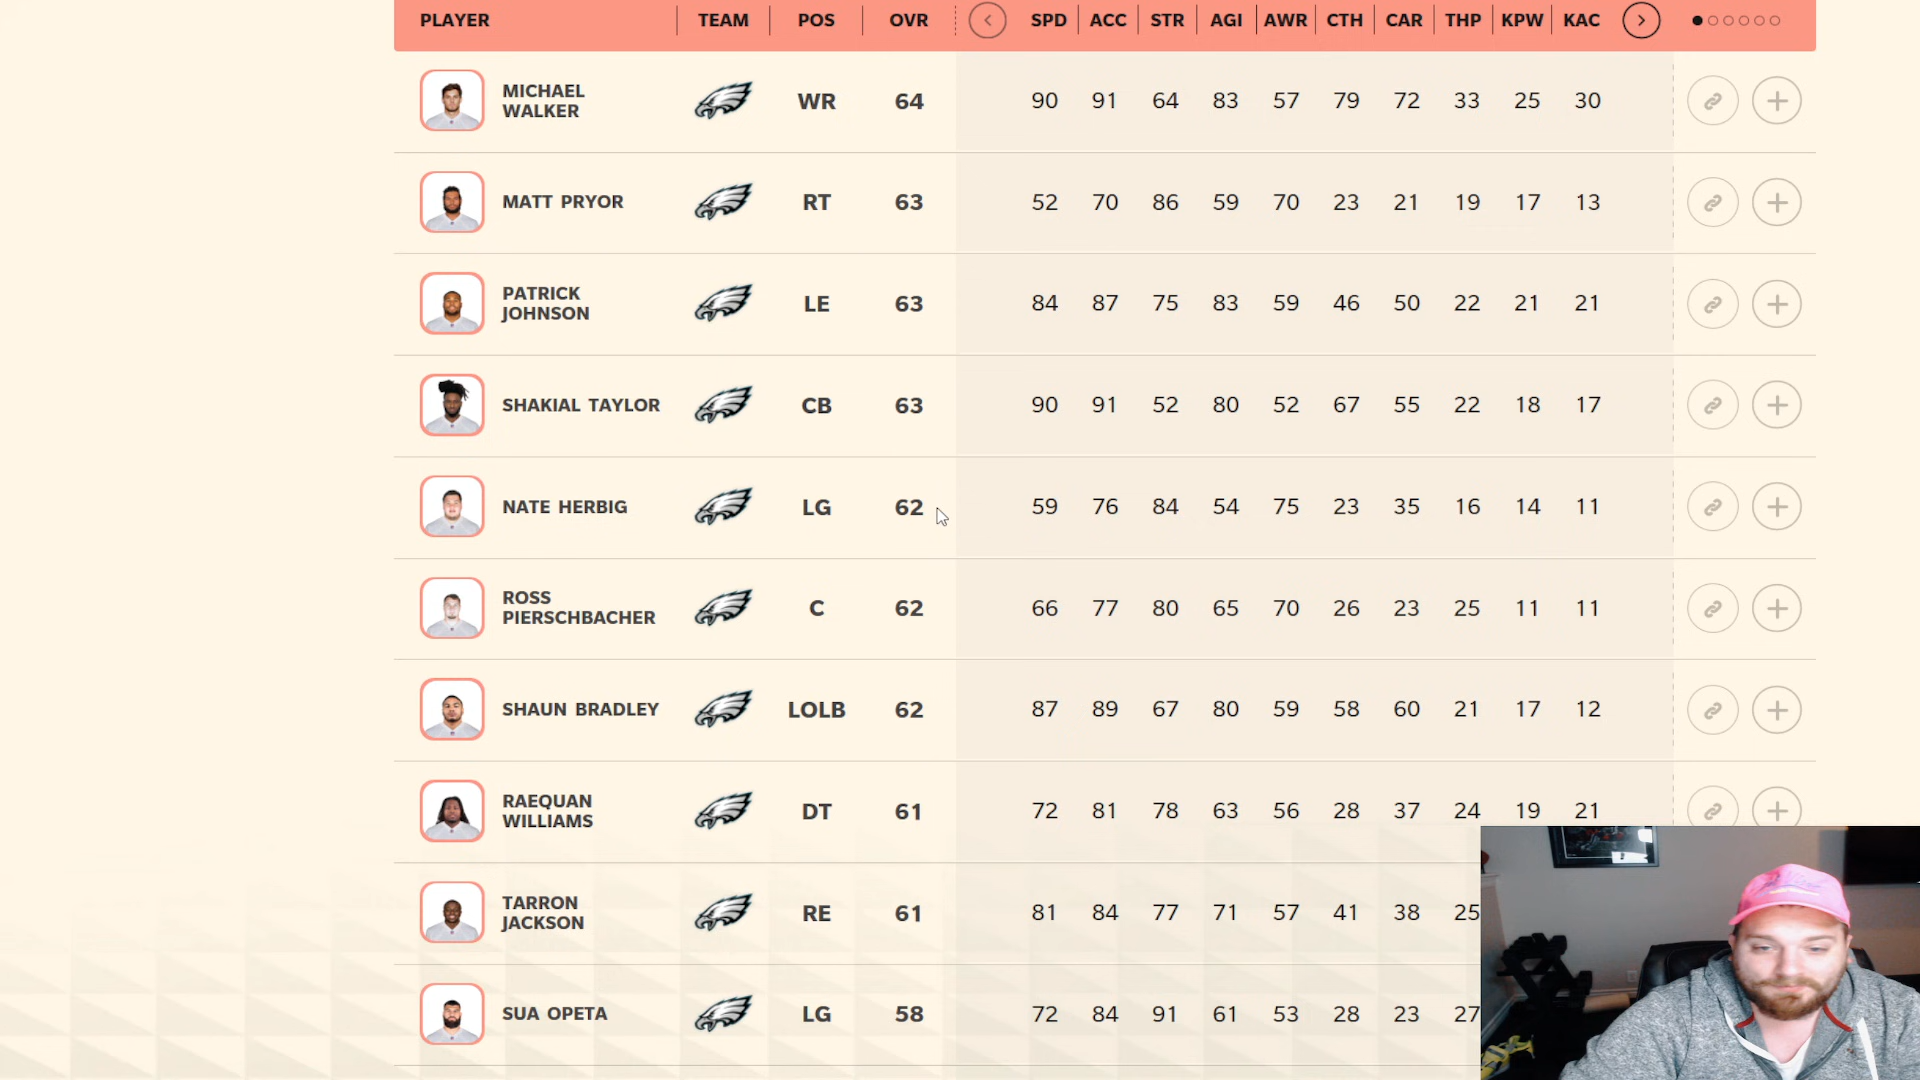 PLAYER TEAM POS OVR SPD ACC STR AGI AWR CTH CAR THP KPW KAC
MICHAEL
WALKER
WR 64 90 91 64 83 57 79 72 33 25 30
MATT PRYOR RT 63 52 70 86 59 70 23 21 19 17 13
PATRICK
JOHNSON
LE 63 84 87 75 83 59 46 50 22 21 21
SHAKIAL TAYLOR CB 63 90 91 52 80 52 67 55 22 18 17
NATE HERBIG LG 62 59 76 84 54 75 23 35 16 14 11
ROSS
PIERSCHBACHER
C 62 66 77 80 65 70 26 23 25 11 11
SHAUN BRADLEY LOLB 62 87 89 67 80 59 58 60 21 17 12
RAEQUAN
WILLIAMS
DT 61 72 81 78 63 56 28 37 24 19 21
TARRON
JACKSON
RE 61 81 84 77 71 57 41 38 25
SUA OPETA LG 58 72 84 91 61 53 28 23 27